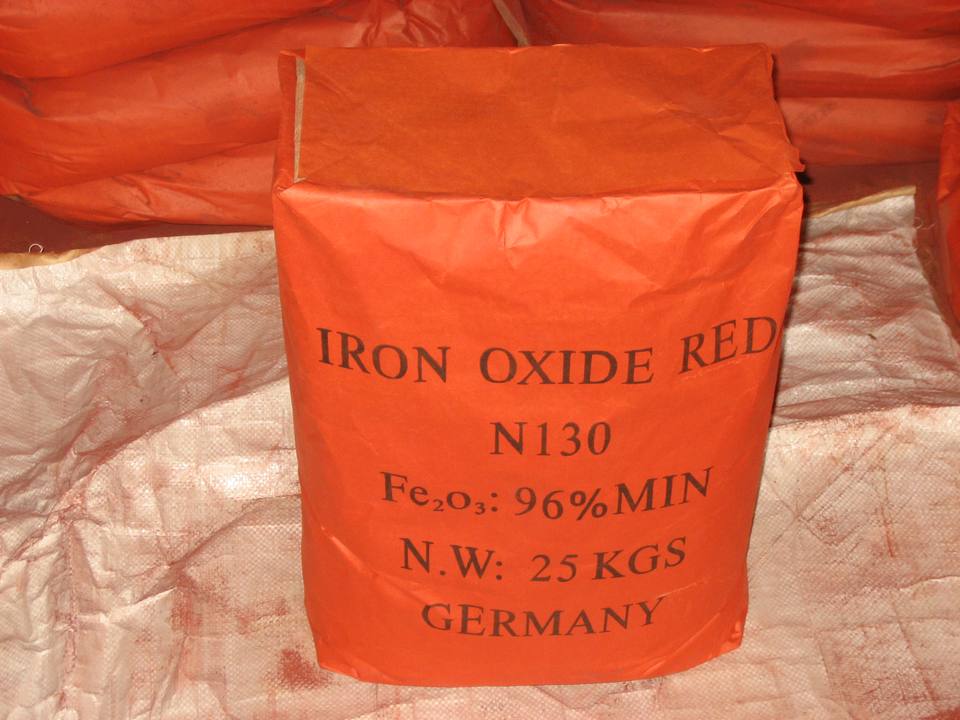 IRON OXIDE RED
N130
Fe₂O₃: 96%MIN
N.W: 25 KGS
GERMANY